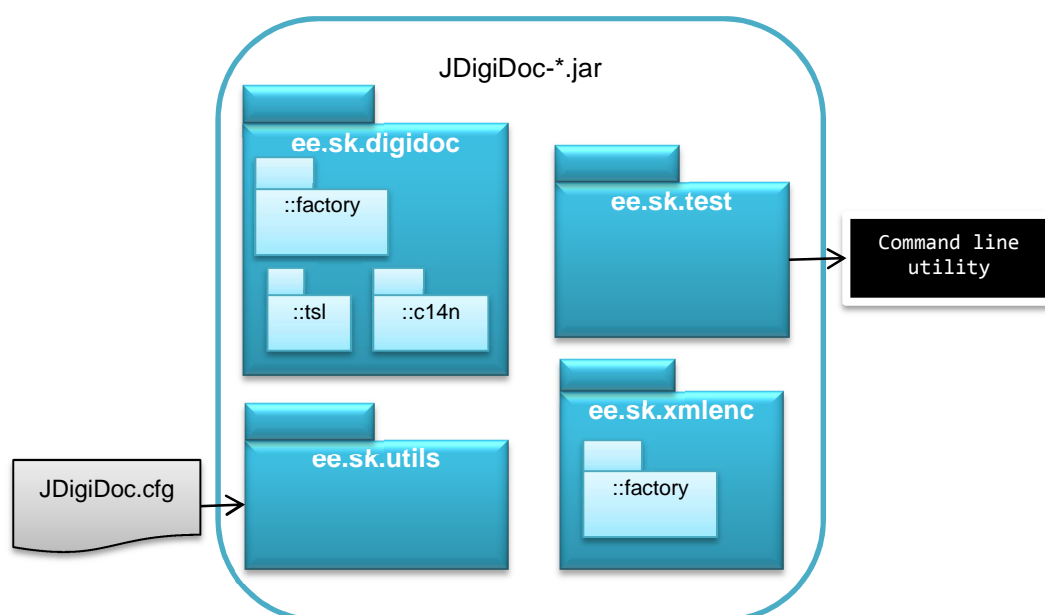 JDigiDoc-*.jar
ee.sk.digidoc
::factory
::tsl
::c14n
ee.sk.test
Command line
utility
ee.sk.utils
ee.sk.xmlenc
::factory
JDigiDoc.cfg